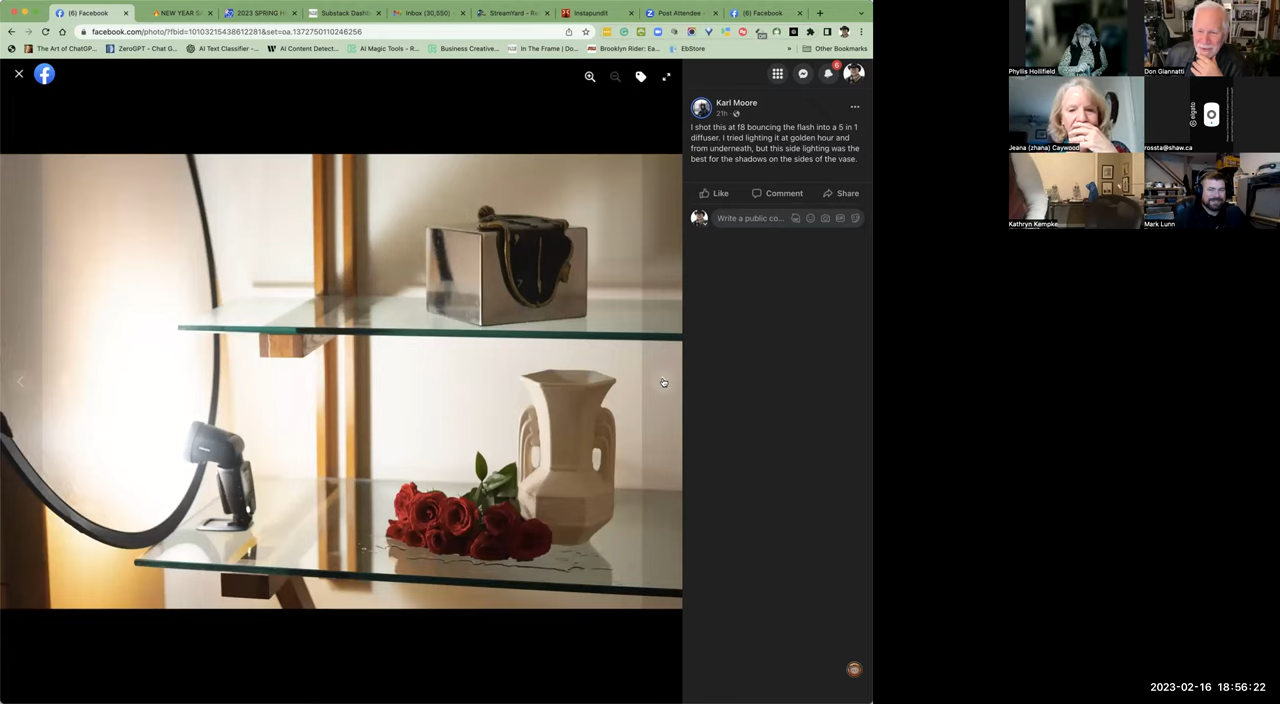 (6) Facebook
NEW YEAR S
2023 SPRING H
Substack Dashb
Inbox (30,550)
StreamYard - R
Instapundit
Post Attendee -
(6) Facebook
facebook.com/photo/?fbid=10103215438612281&set=oa.1372750110246256
The Art of ChatGP...
ZeroGPT - Chat G...
AI Text Classifier -...
AI Content Detect...
AI Magic Tools - R...
Business Creative...
In The Frame | Do...
Brooklyn Rider: Ea...
EbStore
»
Other Bookmarks
6
Karl Moore
21h ·
I shot this at f8 bouncing the flash into a 5 in 1
diffuser. I tried lighting it at golden hour and
from underneath, but this side lighting was the
best for the shadows on the sides of the vase.
Like
Comment
Share
Write a public co...
Phyllis Hollifield
Don Giannatti
Jeana (zhana) Caywood
elgato
rossta@shaw.ca
Kathryn Kempke
Mark Lunn
2023-02-16 18:56:22